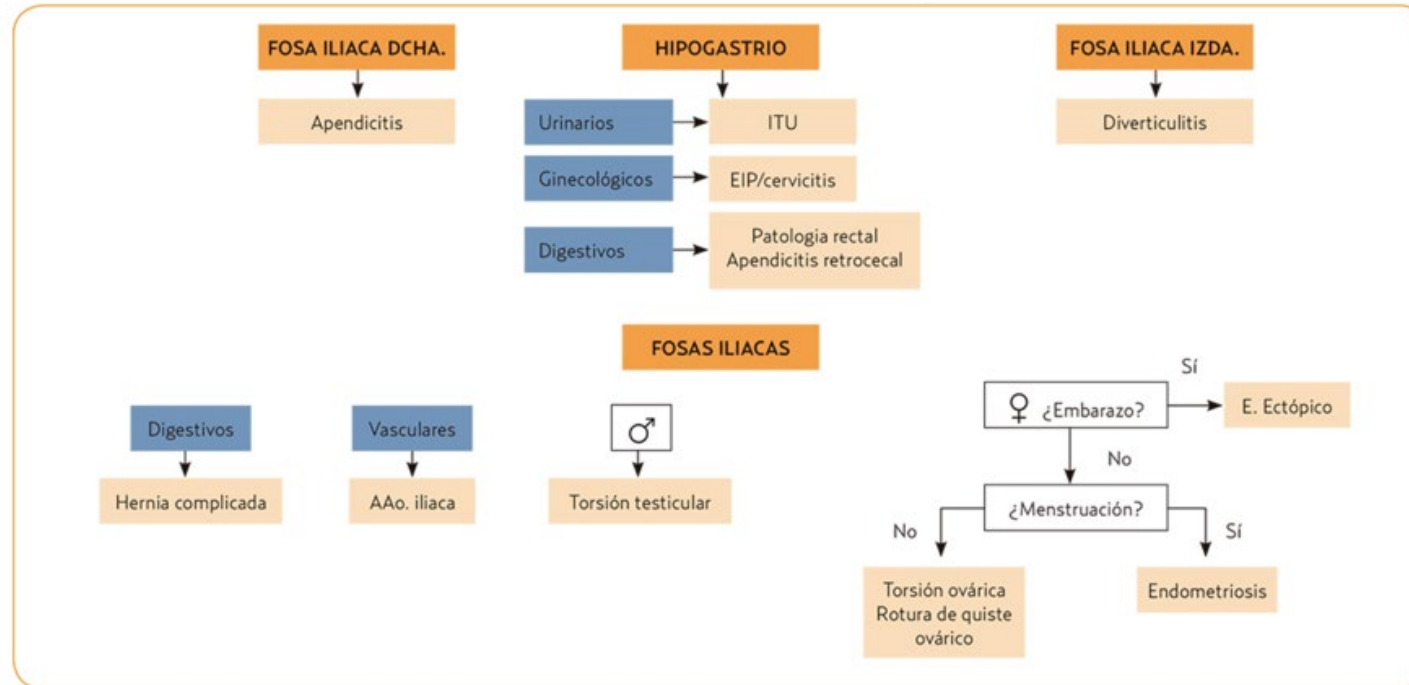 FOSA ILIACA DCHA.
HIPOGASTRIO
FOSA ILIACA IZDA.
Apendicitis
Urinarios
ITU
Diverticulitis
Ginecológicos
EIP/cervicitis
Digestivos
Patologia rectal
Apendicitis retrocecal
FOSAS ILIACAS
Digestivos
Vasculares
♂
♀ ¿Embarazo?
Sí
E. Ectópico
No
Hernia complicada
AAo. iliaca
Torsión testicular
¿Menstruación?
No
Sí
Torsión ovárica
Rotura de quiste
ovárico
Endometriosis